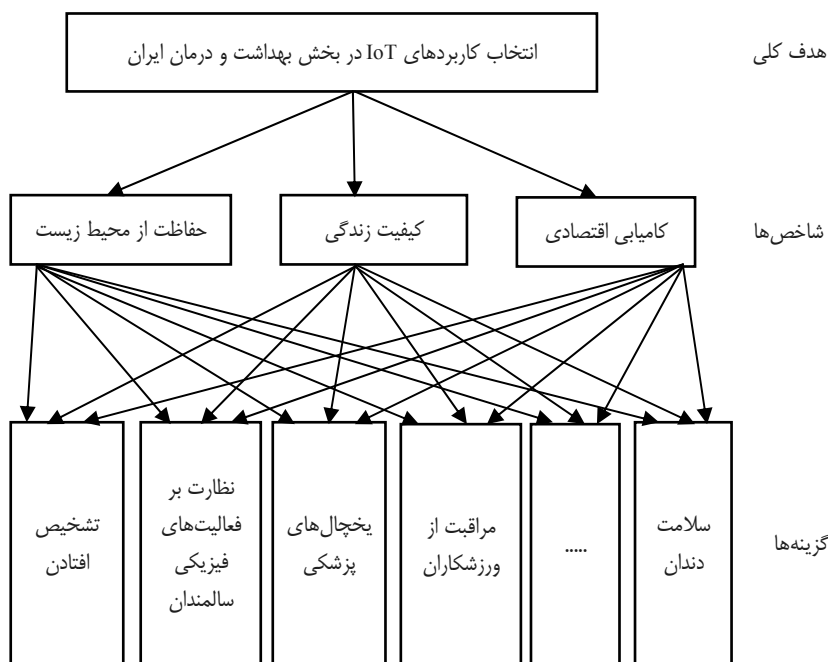 هدف کلی
انتخاب کاربردهای IoT در بخش بهداشت و درمان ایران
شاخص‌ها
کامیابی اقتصادی
کیفیت زندگی
حفاظت از محیط زیست
گزینه‌ها
سلامت
دندان
.....
مراقبت از
ورزشکاران
یخچال‌های
پزشکی
نظارت بر
فعالیت‌های
فیزیکی
سالمندان
تشخیص
افتادن